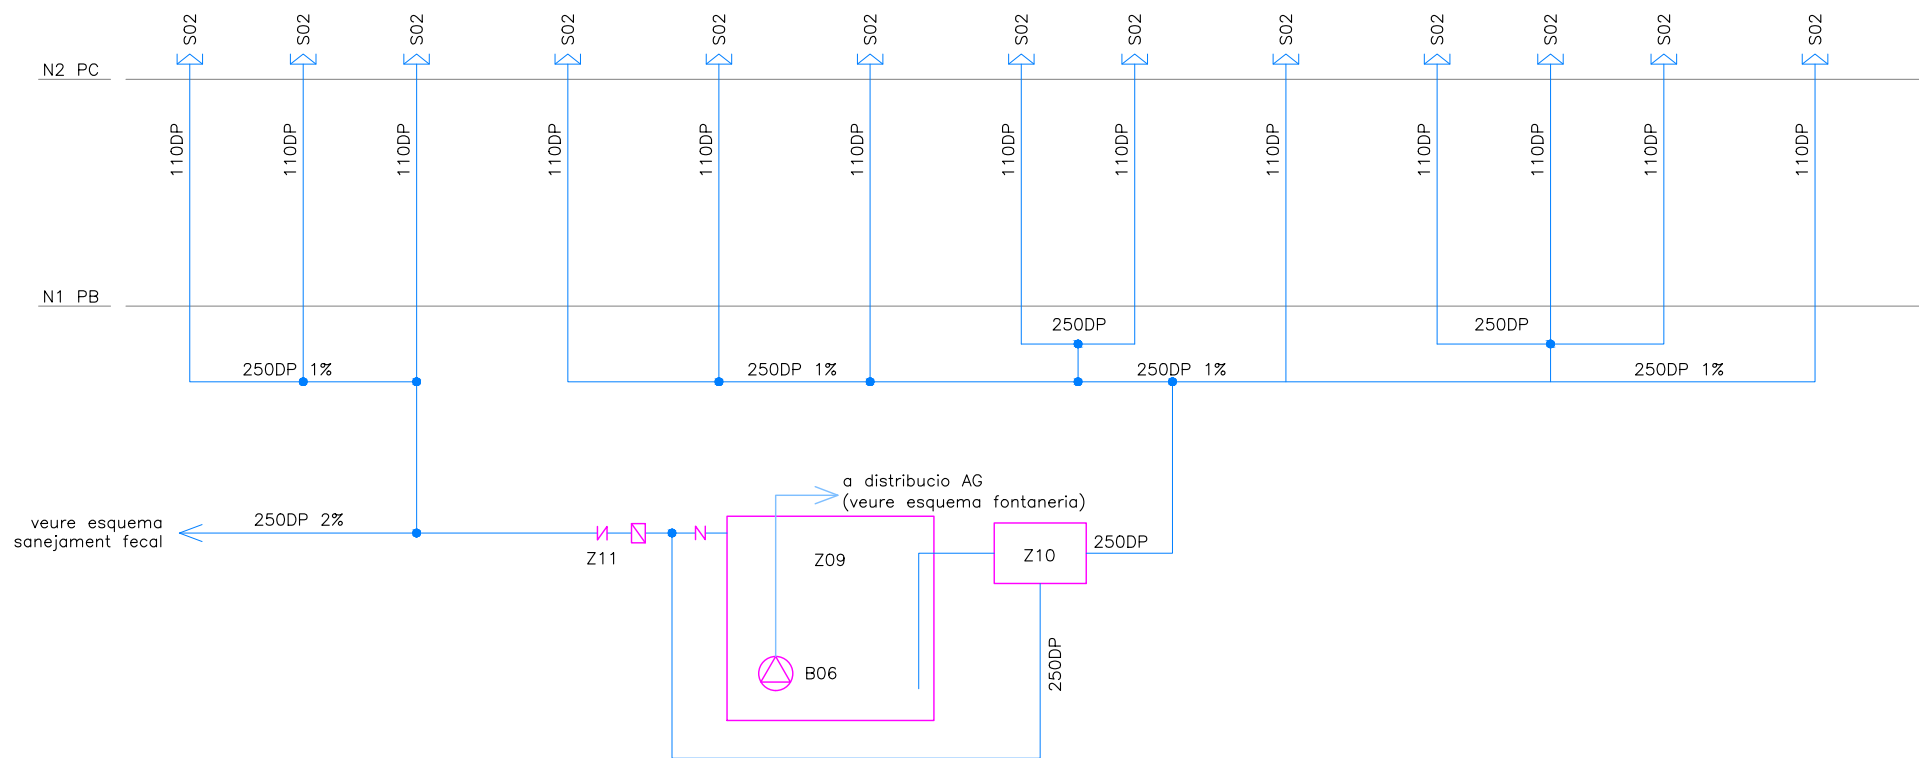 S02 S02 S02 S02 S02 S02 S02 S02 S02 S02 S02 S02 S02
N2 PC
110DP 110DP 110DP 110DP 110DP 110DP 110DP 110DP 110DP 110DP 110DP 110DP 110DP
N1 PB
250DP 250DP
250DP 1% 250DP 1% 250DP 1% 250DP 1%
a distribucio AG
(veure esquema fontaneria)
veure esquema
sanejament fecal
250DP 2%
Z11
Z09
Z10
250DP
B06
250DP